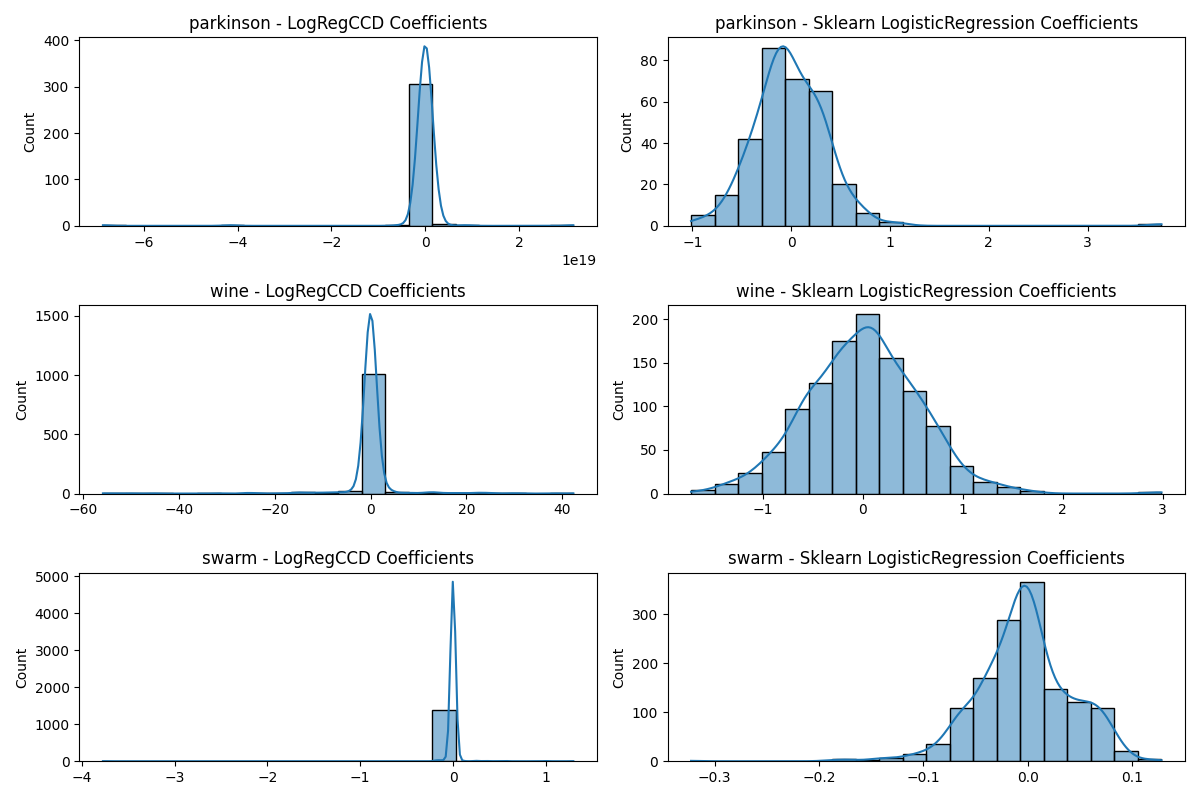 parkinson - LogRegCCD Coefficients
400
300
200
100
0
Count
−6 −4 −2 0 2
1e19
parkinson - Sklearn LogisticRegression Coefficients
80
60
40
20
0
Count
−1 0 1 2 3
wine - LogRegCCD Coefficients
1500
1000
500
0
Count
−60 −40 −20 0 20 40
wine - Sklearn LogisticRegression Coefficients
200
150
100
50
0
Count
−1 0 1 2 3
swarm - LogRegCCD Coefficients
5000
4000
3000
2000
1000
0
Count
−4 −3 −2 −1 0 1
swarm - Sklearn LogisticRegression Coefficients
300
200
100
0
Count
−0.3 −0.2 −0.1 0.0 0.1